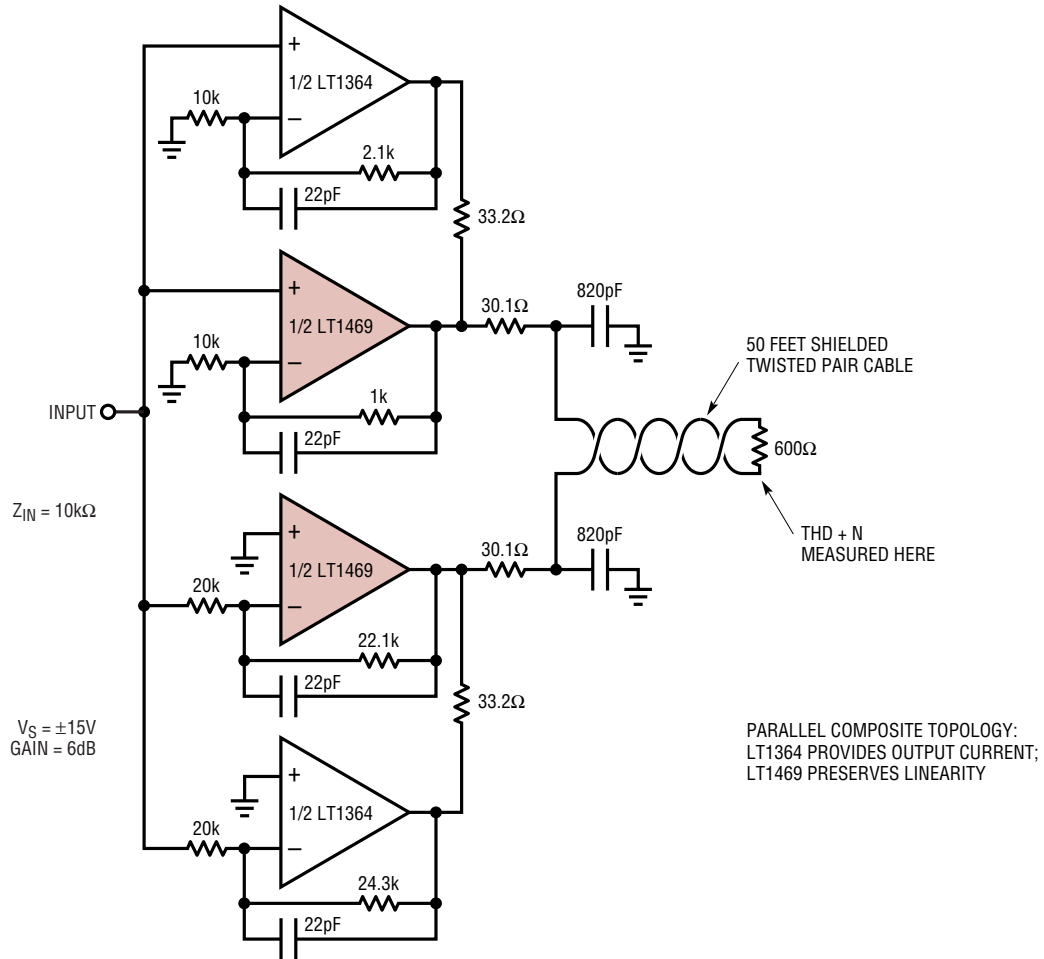 +
1/2 LT1364
10k
–
2.1k
22pF
33.2Ω
+
1/2 LT1469
10k
–
1k
22pF
30.1Ω
820pF
50 FEET SHIELDED
TWISTED PAIR CABLE
600Ω
THD + N
MEASURED HERE
INPUT
ZIN = 10kΩ
+
1/2 LT1469
20k
–
22.1k
22pF
30.1Ω
820pF
33.2Ω
VS = ±15V
GAIN = 6dB
+
1/2 LT1364
20k
–
24.3k
22pF
PARALLEL COMPOSITE TOPOLOGY:
LT1364 PROVIDES OUTPUT CURRENT;
LT1469 PRESERVES LINEARITY